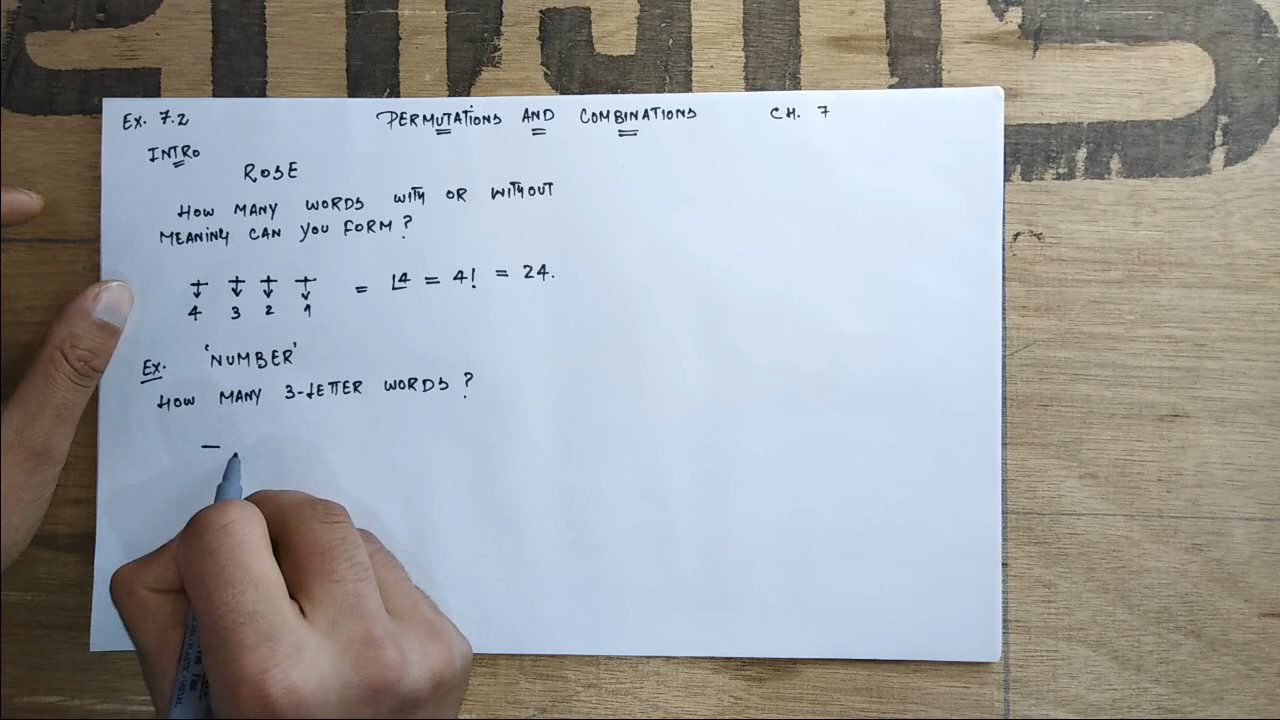 Ex. 7.2 PERMUTATIONS AND COMBINATIONS CH. 7
INTRO
ROSE
HOW MANY WORDS WITH OR WITHOUT
MEANING CAN YOU FORM?
= ⌊4 = 4! = 24.
4 3 2 1
Ex. 'NUMBER'
HOW MANY 3-LETTER WORDS ?